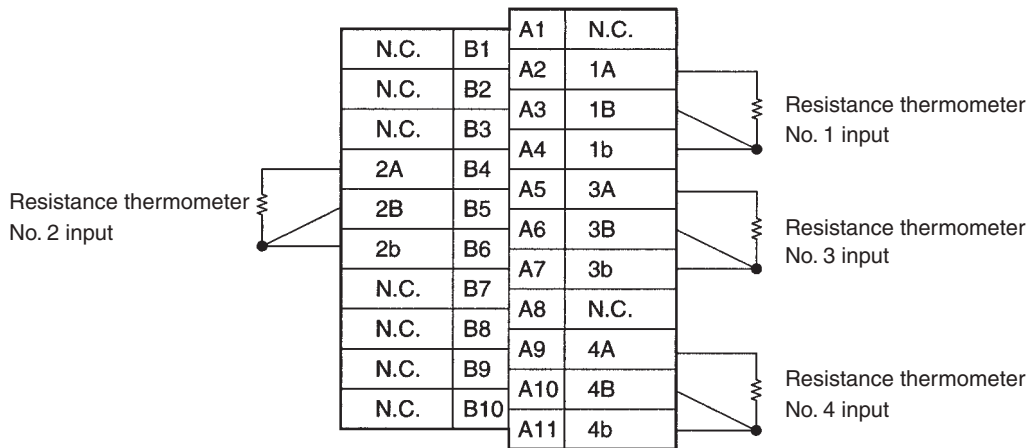 A1 N.C.
N.C. B1
A2 1A
N.C. B2
A3 1B
Resistance thermometer
No. 1 input
N.C. B3
A4 1b
2A B4
A5 3A
Resistance thermometer
No. 2 input
2B B5
A6 3B
Resistance thermometer
No. 3 input
2b B6
A7 3b
N.C. B7
A8 N.C.
N.C. B8
A9 4A
N.C. B9
A10 4B
Resistance thermometer
No. 4 input
N.C. B10
A11 4b